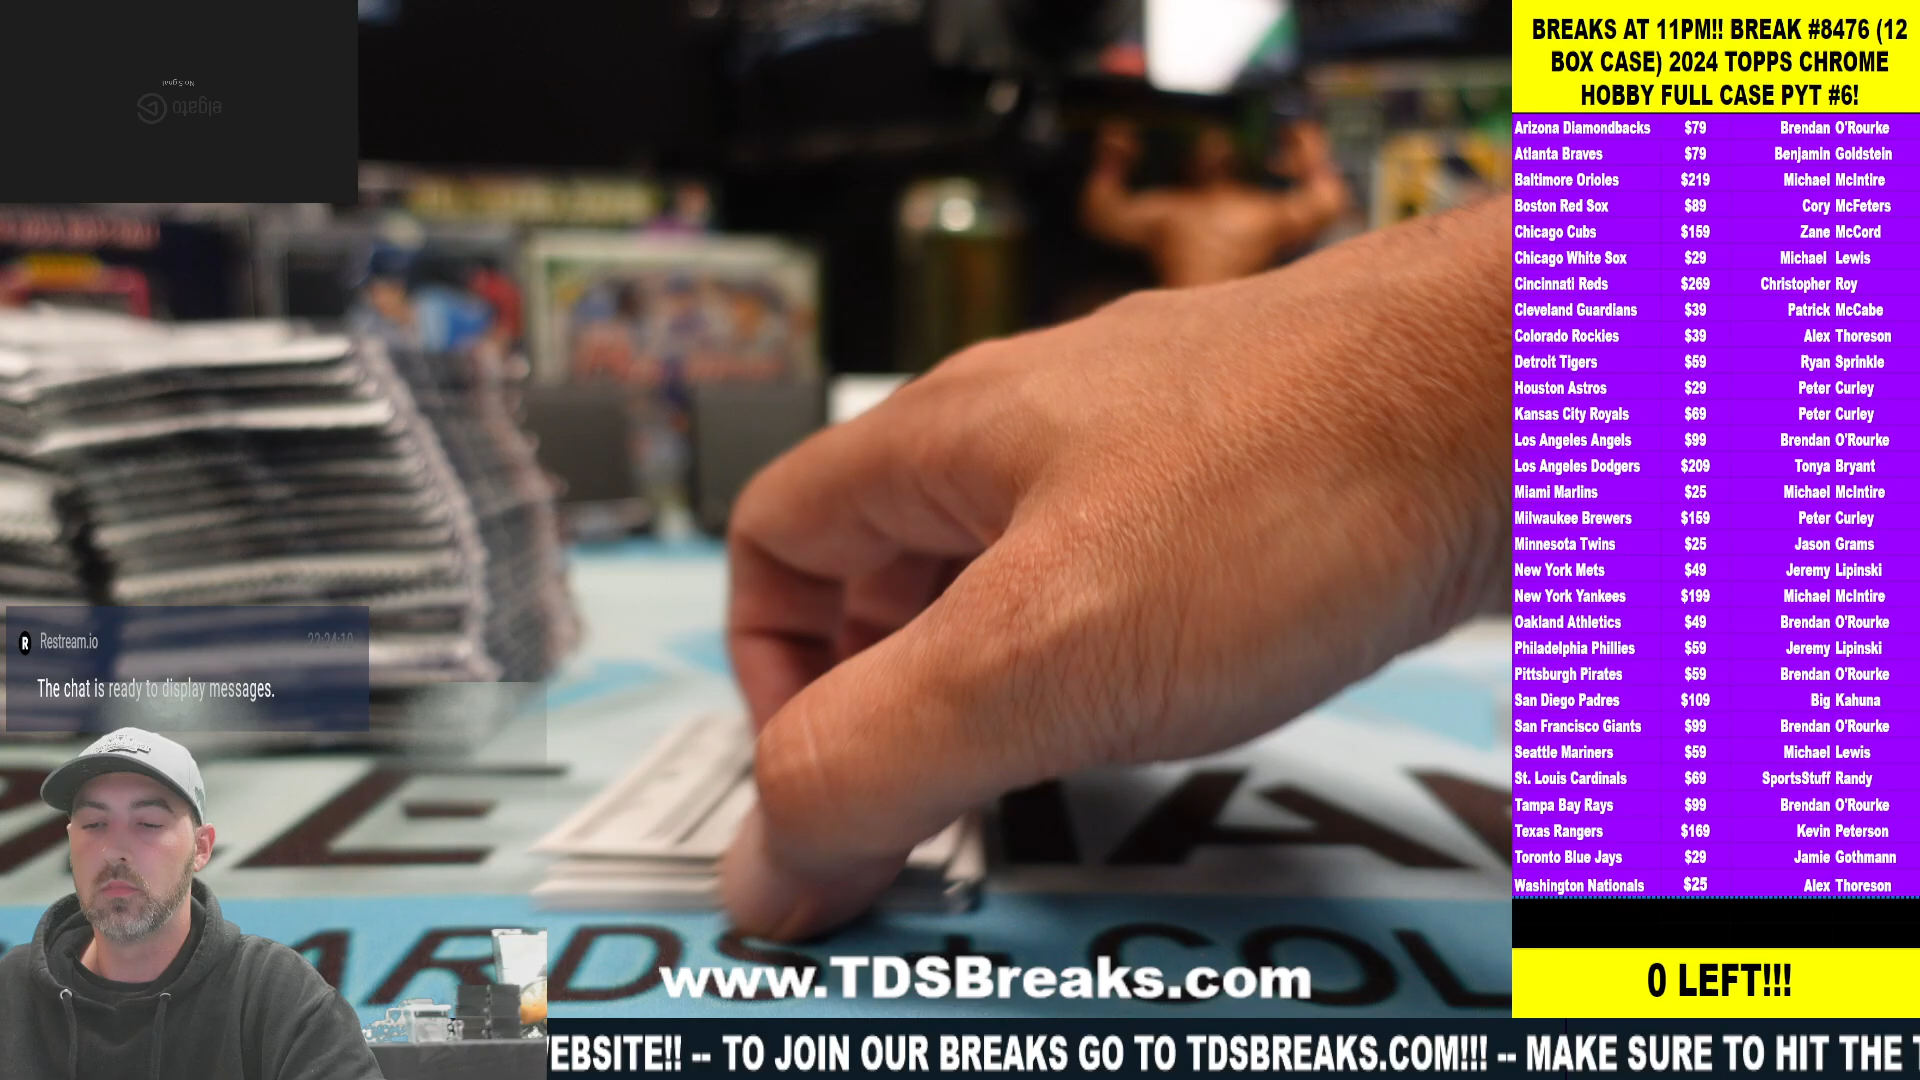 No Signal
elgato
BREAKS AT 11PM!! BREAK #8476 (12
BOX CASE) 2024 TOPPS CHROME
HOBBY FULL CASE PYT #6!
Arizona Diamondbacks $79 Brendan O'Rourke
Atlanta Braves $79 Benjamin Goldstein
Baltimore Orioles $219 Michael McIntire
Boston Red Sox $89 Cory McFeters
Chicago Cubs $159 Zane McCord
Chicago White Sox $29 Michael Lewis
Cincinnati Reds $269 Christopher Roy
Cleveland Guardians $39 Patrick McCabe
Colorado Rockies $39 Alex Thoreson
Detroit Tigers $59 Ryan Sprinkle
Houston Astros $29 Peter Curley
Kansas City Royals $69 Peter Curley
Los Angeles Angels $99 Brendan O'Rourke
Los Angeles Dodgers $209 Tonya Bryant
Miami Marlins $25 Michael McIntire
Milwaukee Brewers $159 Peter Curley
Minnesota Twins $25 Jason Grams
New York Mets $49 Jeremy Lipinski
New York Yankees $199 Michael McIntire
Oakland Athletics $49 Brendan O'Rourke
Philadelphia Phillies $59 Jeremy Lipinski
Pittsburgh Pirates $59 Brendan O'Rourke
San Diego Padres $109 Big Kahuna
San Francisco Giants $99 Brendan O'Rourke
Seattle Mariners $59 Michael Lewis
St. Louis Cardinals $69 SportsStuff Randy
Tampa Bay Rays $99 Brendan O'Rourke
Texas Rangers $169 Kevin Peterson
Toronto Blue Jays $29 Jamie Gothmann
Washington Nationals $25 Alex Thoreson
0 LEFT!!!
Restream.io 22:24:10
The chat is ready to display messages.
ARDS + COL
www.TDSBreaks.com
EBSITE!! -- TO JOIN OUR BREAKS GO TO TDSBREAKS.COM!!! -- MAKE SURE TO HIT THE T